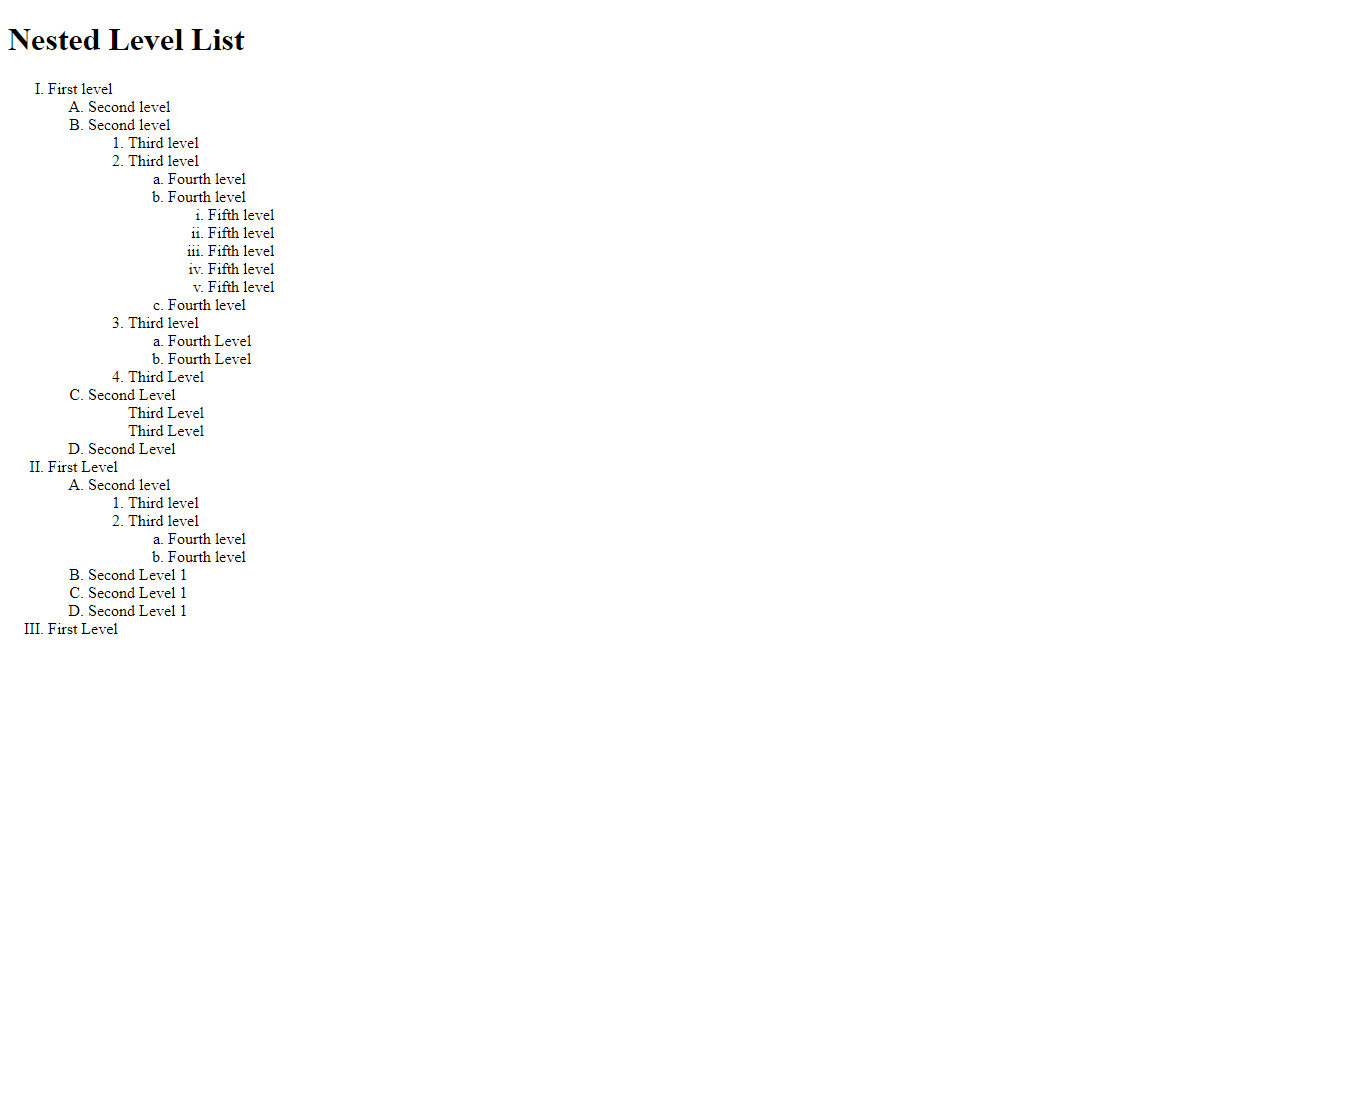 Nested Level List
I. First level
A. Second level
B. Second level
1. Third level
2. Third level
a. Fourth level
b. Fourth level
i. Fifth level
ii. Fifth level
iii. Fifth level
iv. Fifth level
v. Fifth level
c. Fourth level
3. Third level
a. Fourth Level
b. Fourth Level
4. Third Level
C. Second Level
Third Level
Third Level
D. Second Level
II. First Level
A. Second level
1. Third level
2. Third level
a. Fourth level
b. Fourth level
B. Second Level 1
C. Second Level 1
D. Second Level 1
III. First Level